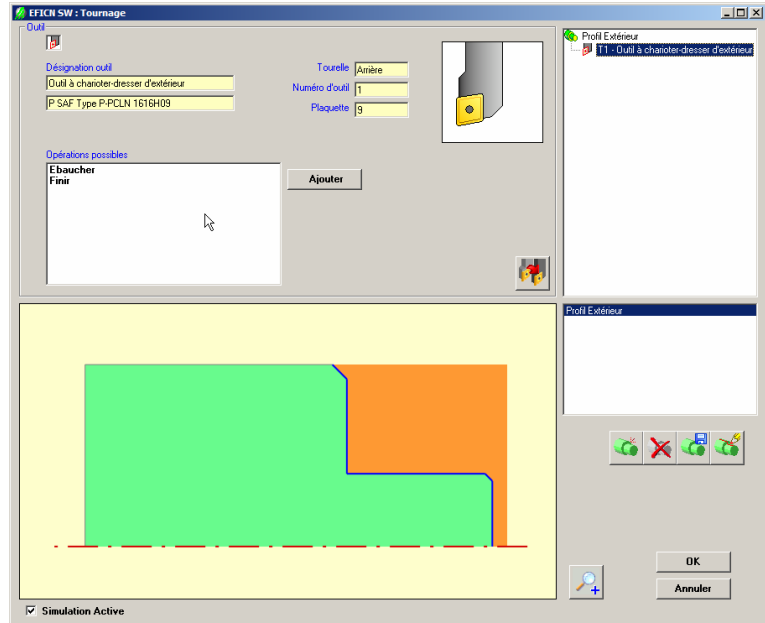 EFICN SW : Tournage
Outil
Désignation outil
Outil à charioter-dresser d'extérieur
P SAF Type P-PCLN 1616H09
Tourelle Arrière
Numéro d'outil 1
Plaquette 9
Opérations possibles
Ebaucher
Finir
Ajouter
Profil Extérieur
T1 - Outil à charioter-dresser d'extérieur
Profil Extérieur
OK
Annuler
Simulation Active